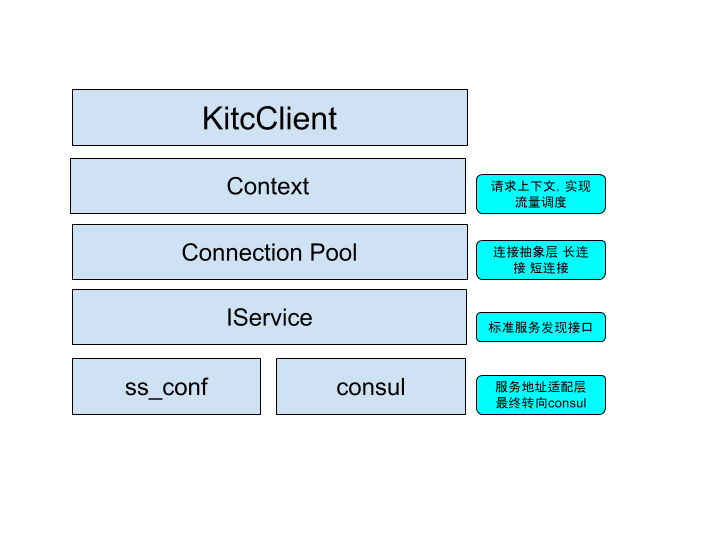 KitcClient
Context
请求上下文，实现
流量调度
Connection Pool
连接抽象层 长连
接 短连接
IService
标准服务发现接口
ss_conf
consul
服务地址适配层
最终转向consul